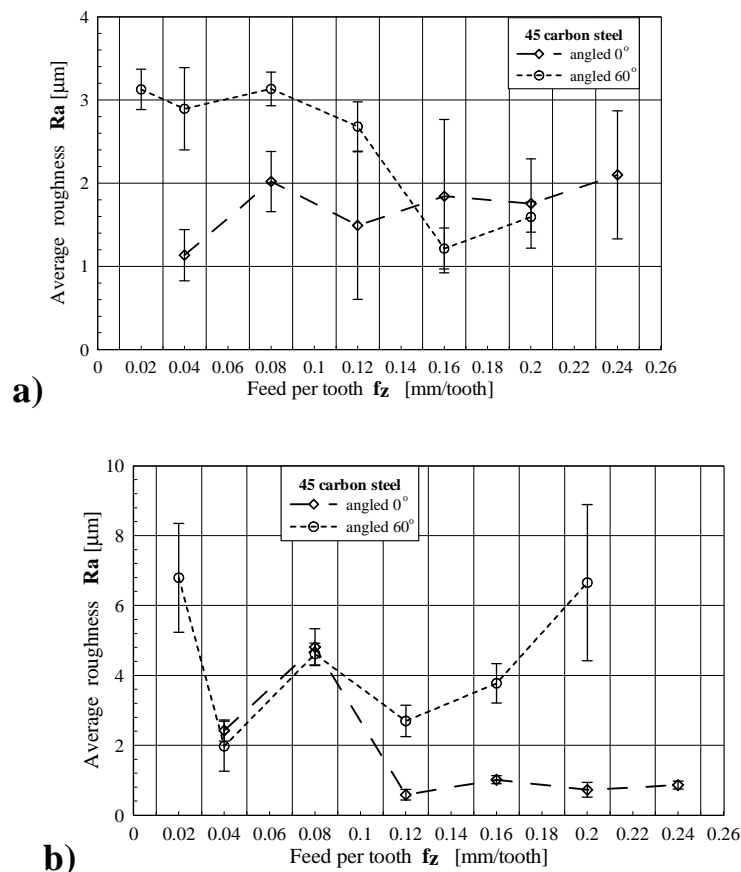 4
3
2
1
0
Average roughness Ra [μm]
45 carbon steel
angled 0°
angled 60°
0 0.02 0.04 0.06 0.08 0.1 0.12 0.14 0.16 0.18 0.2 0.22 0.24 0.26
Feed per tooth fz [mm/tooth]
a)
10
8
6
4
2
0
Average roughness Ra [μm]
45 carbon steel
angled 0°
angled 60°
0 0.02 0.04 0.06 0.08 0.1 0.12 0.14 0.16 0.18 0.2 0.22 0.24 0.26
Feed per tooth fz [mm/tooth]
b)